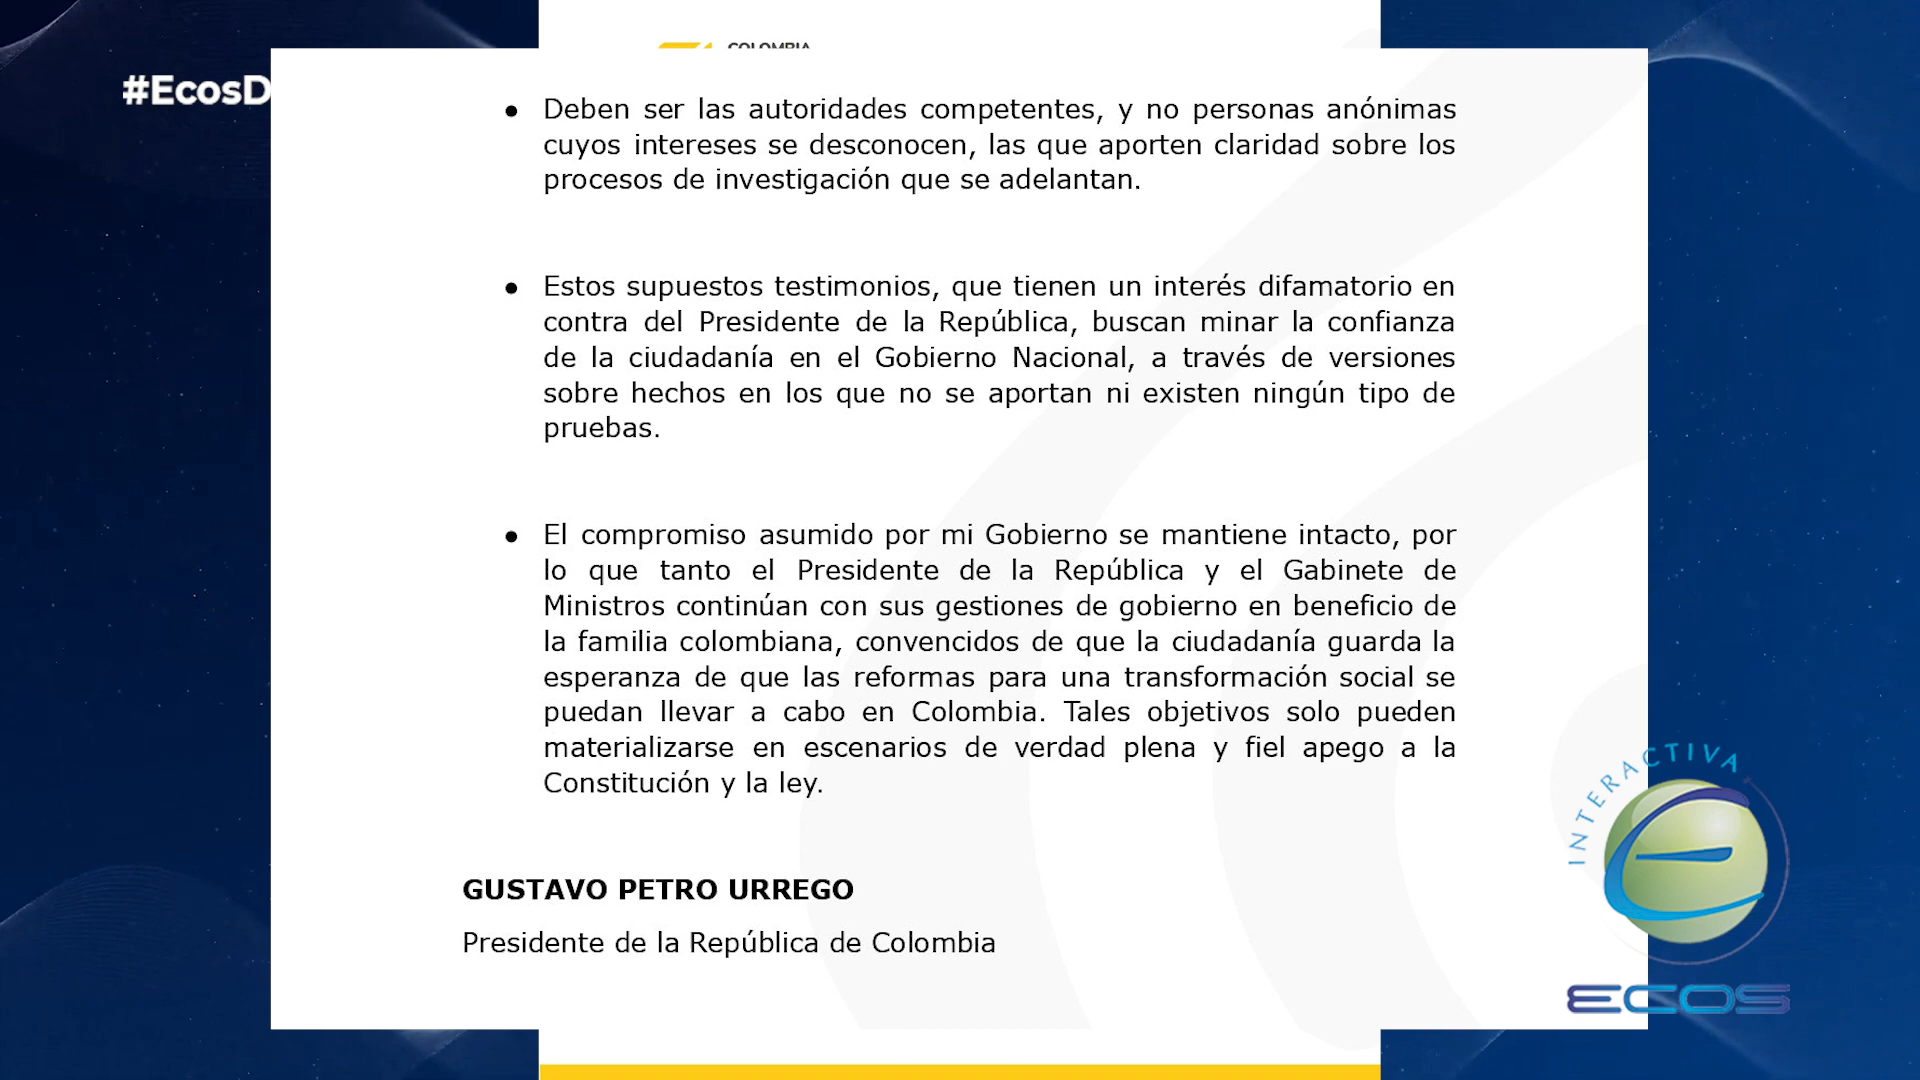 COLOMBIA
#EcosD
• Deben ser las autoridades competentes, y no personas anónimas
cuyos intereses se desconocen, las que aporten claridad sobre los
procesos de investigación que se adelantan.
• Estos supuestos testimonios, que tienen un interés difamatorio en
contra del Presidente de la República, buscan minar la confianza
de la ciudadanía en el Gobierno Nacional, a través de versiones
sobre hechos en los que no se aportan ni existen ningún tipo de
pruebas.
• El compromiso asumido por mi Gobierno se mantiene intacto, por
lo que tanto el Presidente de la República y el Gabinete de
Ministros continúan con sus gestiones de gobierno en beneficio de
la familia colombiana, convencidos de que la ciudadanía guarda la
esperanza de que las reformas para una transformación social se
puedan llevar a cabo en Colombia. Tales objetivos solo pueden
materializarse en escenarios de verdad plena y fiel apego a la
Constitución y la ley.
GUSTAVO PETRO URREGO
Presidente de la República de Colombia
INTERACTIVA
e
ECOS